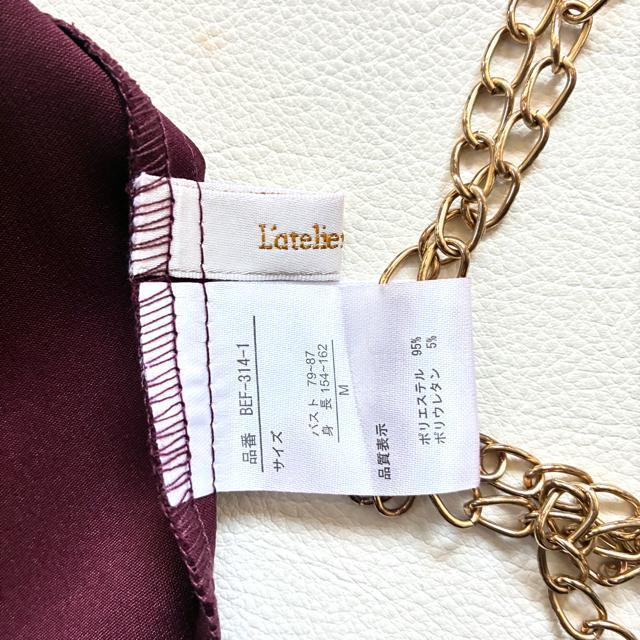 L'atelie
品番 BEF-314-1
サイズ
バスト 79~87
身 長 154~162
M
品質表示
ポリエステル 95%
ポリウレタン 5%